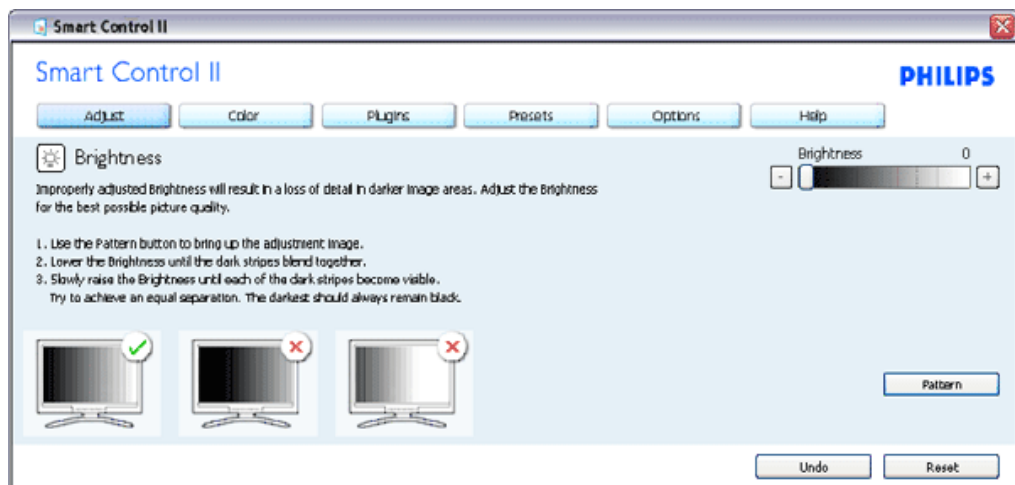 Smart Control II
Smart Control II
PHILIPS
Adjust Color Plugins Presets Options Help
Brightness
Brightness 0
Improperly adjusted Brightness will result in a loss of detail in darker image areas. Adjust the Brightness
for the best possible picture quality.
- +
1. Use the Pattern button to bring up the adjustment image.
2. Lower the Brightness until the dark stripes blend together.
3. Slowly raise the Brightness until each of the dark stripes become visible.
Try to achieve an equal separation. The darkest should always remain black.
Pattern
Undo Reset